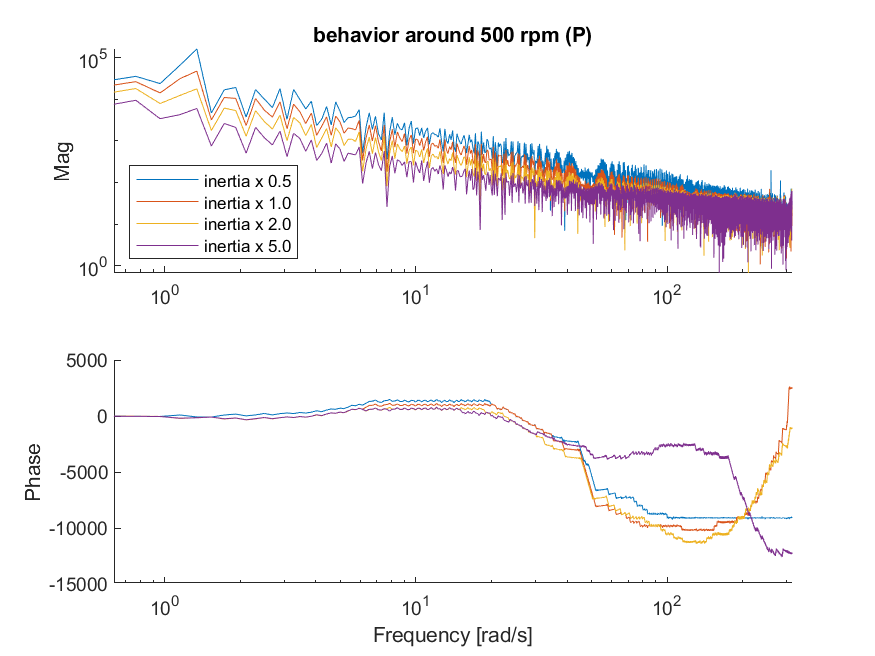 behavior around 500 rpm (P)
10^5
Mag
inertia x 0.5
inertia x 1.0
inertia x 2.0
inertia x 5.0
10^0
10^0 10^1 10^2
5000
0
-5000
Phase
-10000
-15000
10^0 10^1 10^2
Frequency [rad/s]